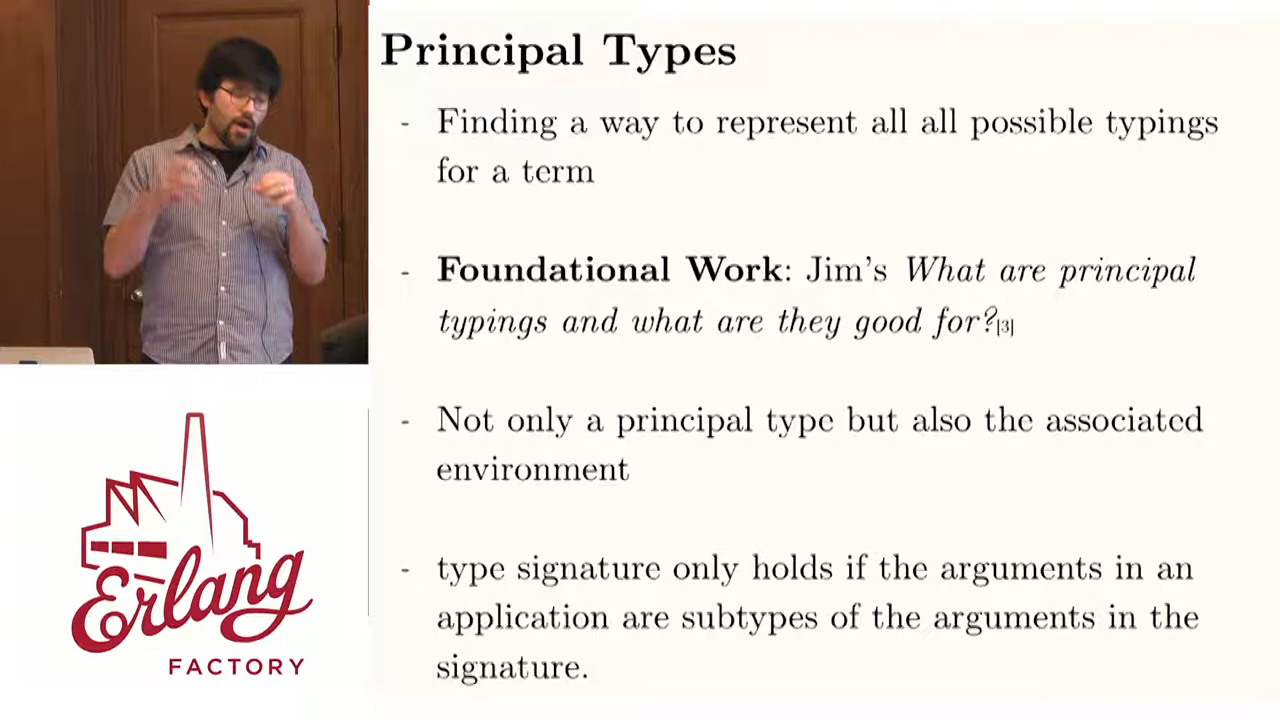 Principal Types
- Finding a way to represent all all possible typings
for a term
- Foundational Work: Jim's What are principal
typings and what are they good for?[3]
- Not only a principal type but also the associated
environment
- type signature only holds if the arguments in an
application are subtypes of the arguments in the
signature.
Erlang
FACTORY